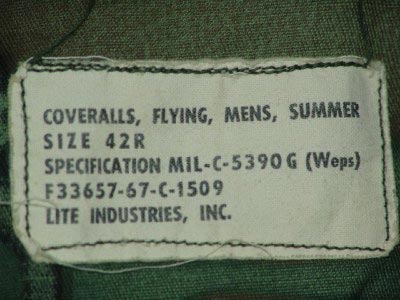 COVERALLS, FLYING, MENS, SUMMER
SIZE 42R
SPECIFICATION MIL-C-5390G (Weps)
F33657-67-C-1509
LITE INDUSTRIES, INC.